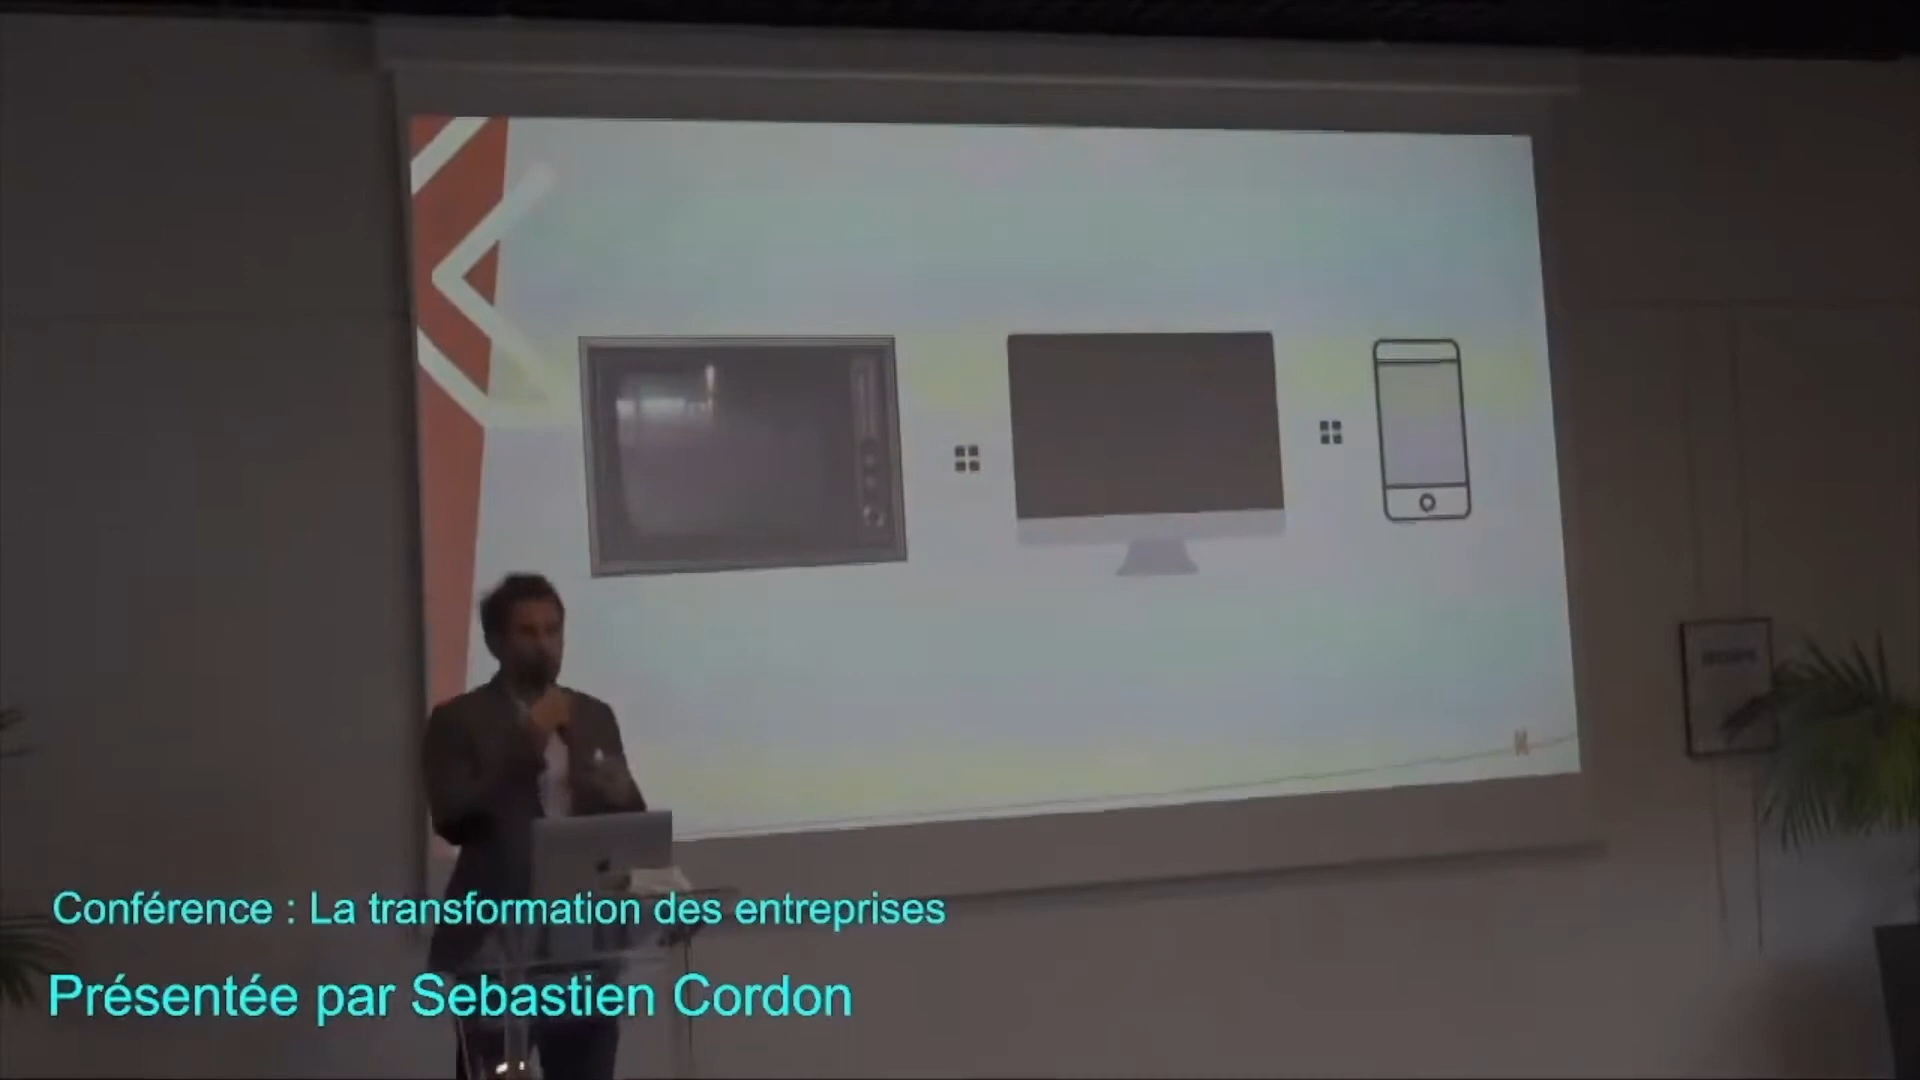 Conférence : La transformation des entreprises
Présentée par Sebastien Cordon